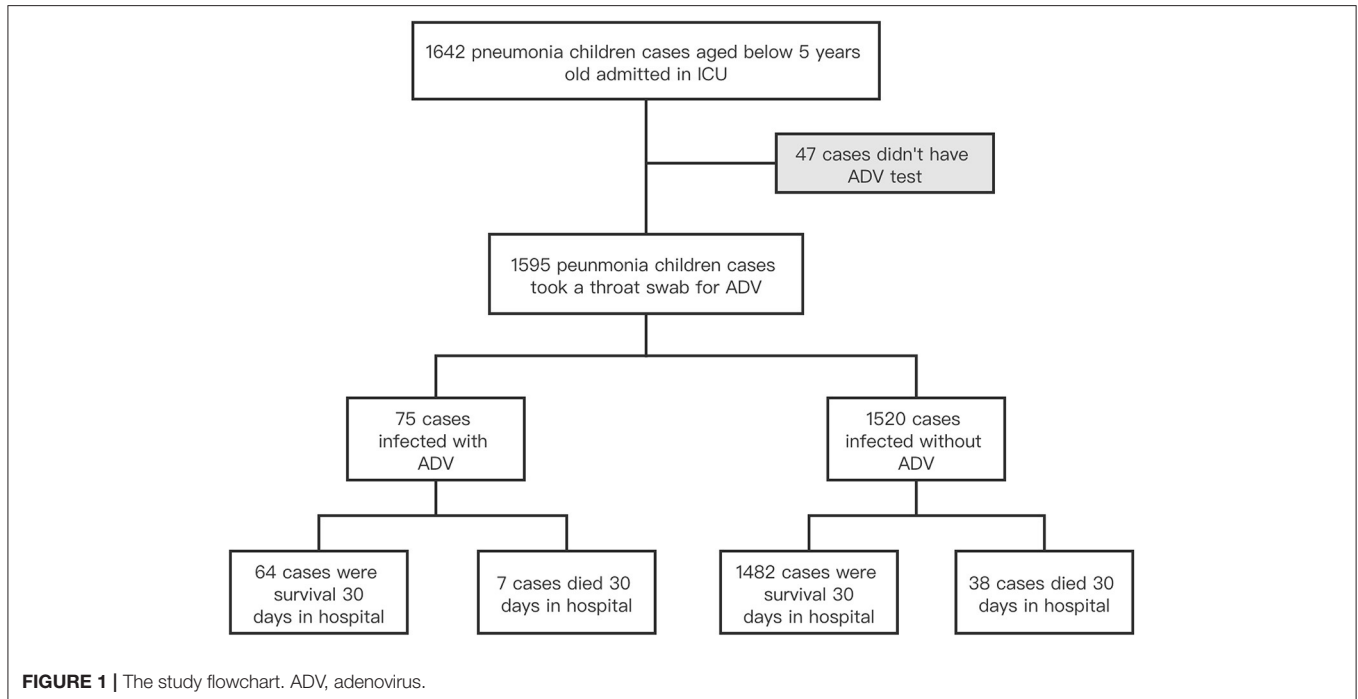 1642 pneumonia children cases aged below 5 years
old admitted in ICU
47 cases didn't have
ADV test
1595 peunmonia children cases
took a throat swab for ADV
75 cases
infected with
ADV
1520 cases
infected without
ADV
64 cases were
survival 30
days in hospital
7 cases died 30
days in hospital
1482 cases were
survival 30
days in hospital
38 cases died 30
days in hospital
FIGURE 1 | The study flowchart. ADV, adenovirus.